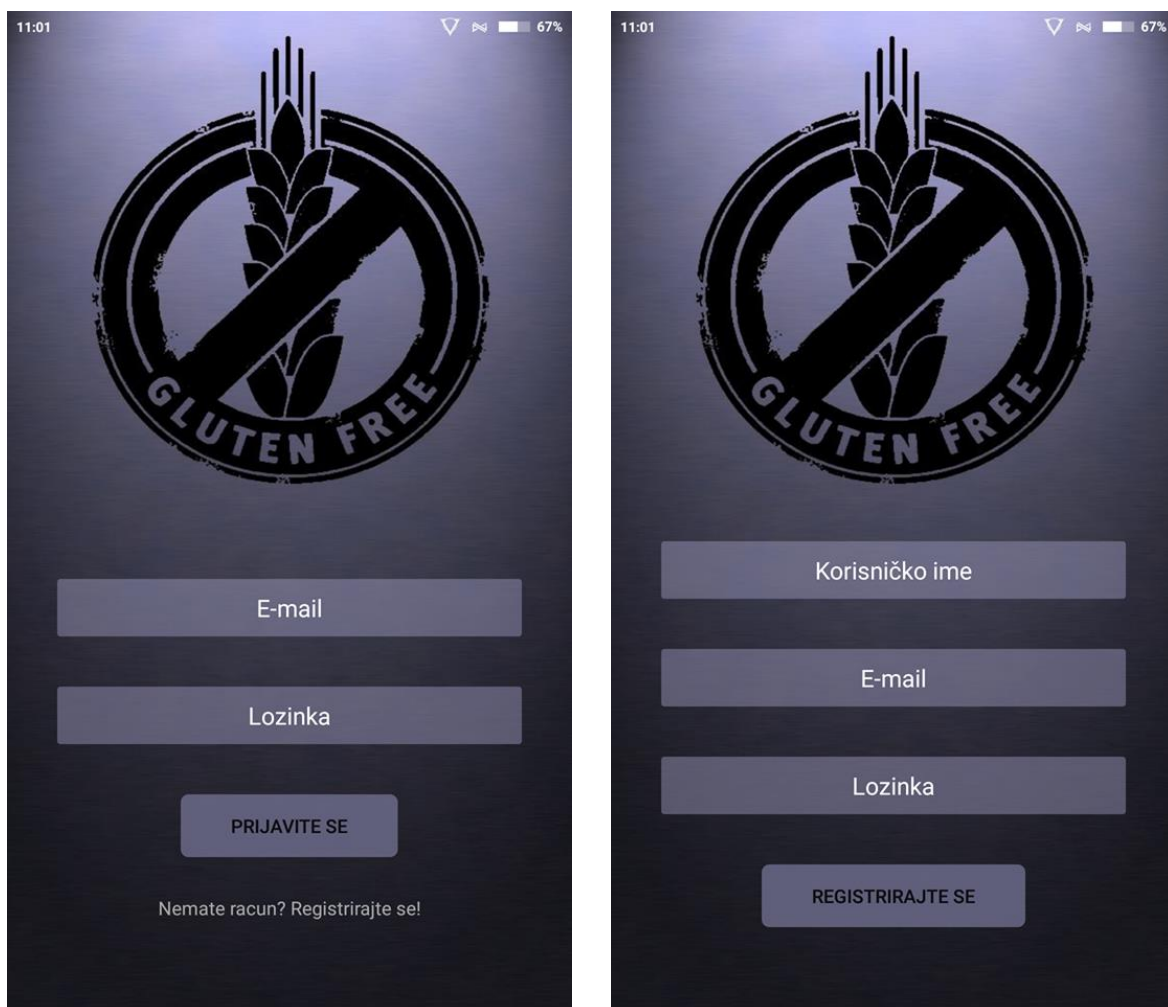 11:01
67%
GLUTEN FREE
E-mail
Lozinka
PRIJAVITE SE
Nemate racun? Registrirajte se!
11:01
67%
GLUTEN FREE
Korisničko ime
E-mail
Lozinka
REGISTRIRAJTE SE